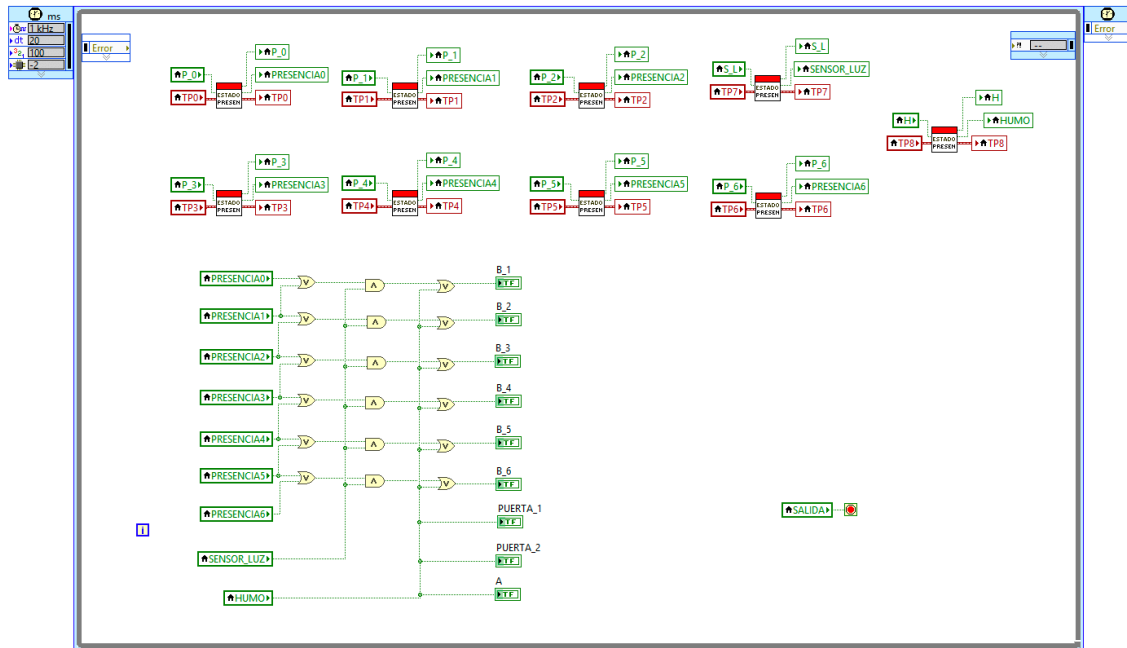 ms
1 kHz
dt 20
100
-2
Error
--
Error
P_0
P_0
PRESENCIA0
TP0
ESTADO
PRESEN
TP0
P_1
P_1
PRESENCIA1
TP1
ESTADO
PRESEN
TP1
P_2
P_2
PRESENCIA2
TP2
ESTADO
PRESEN
TP2
S_L
S_L
SENSOR_LUZ
TP7
ESTADO
PRESEN
TP7
H
H
HUMO
TP8
ESTADO
PRESEN
TP8
P_3
P_3
PRESENCIA3
TP3
ESTADO
PRESEN
TP3
P_4
P_4
PRESENCIA4
TP4
ESTADO
PRESEN
TP4
P_5
P_5
PRESENCIA5
TP5
ESTADO
PRESEN
TP5
P_6
P_6
PRESENCIA6
TP6
ESTADO
PRESEN
TP6
B_1
PRESENCIA0
TF
B_2
PRESENCIA1
TF
B_3
PRESENCIA2
TF
B_4
PRESENCIA3
TF
B_5
PRESENCIA4
TF
B_6
PRESENCIA5
TF
PUERTA_1
PRESENCIA6
TF
SALIDA
i
PUERTA_2
SENSOR_LUZ
TF
A
HUMO
TF